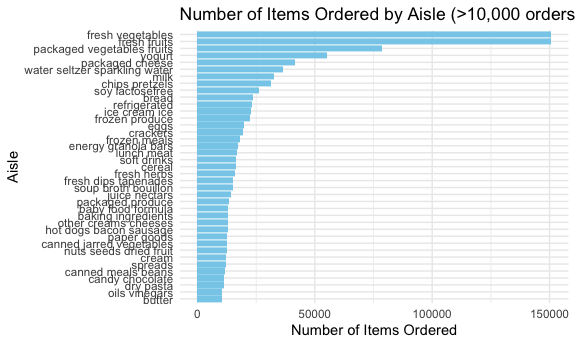 Number of Items Ordered by Aisle (>10,000 orders
fresh vegetables
fresh fruits
packaged vegetables fruits
yogurt
packaged cheese
water seltzer sparkling water
milk
chips pretzels
soy lactosefree
bread
refrigerated
ice cream ice
frozen produce
eggs
crackers
frozen meals
energy granola bars
lunch meat
soft drinks
cereal
fresh herbs
fresh dips tapenades
soup broth bouillon
juice nectars
packaged produce
baby food formula
baking ingredients
other creams cheeses
hot dogs bacon sausage
paper goods
canned jarred vegetables
nuts seeds dried fruit
cream
spreads
canned meals beans
candy chocolate
dry pasta
oils vinegars
butter
Aisle
0 50000 100000 150000
Number of Items Ordered